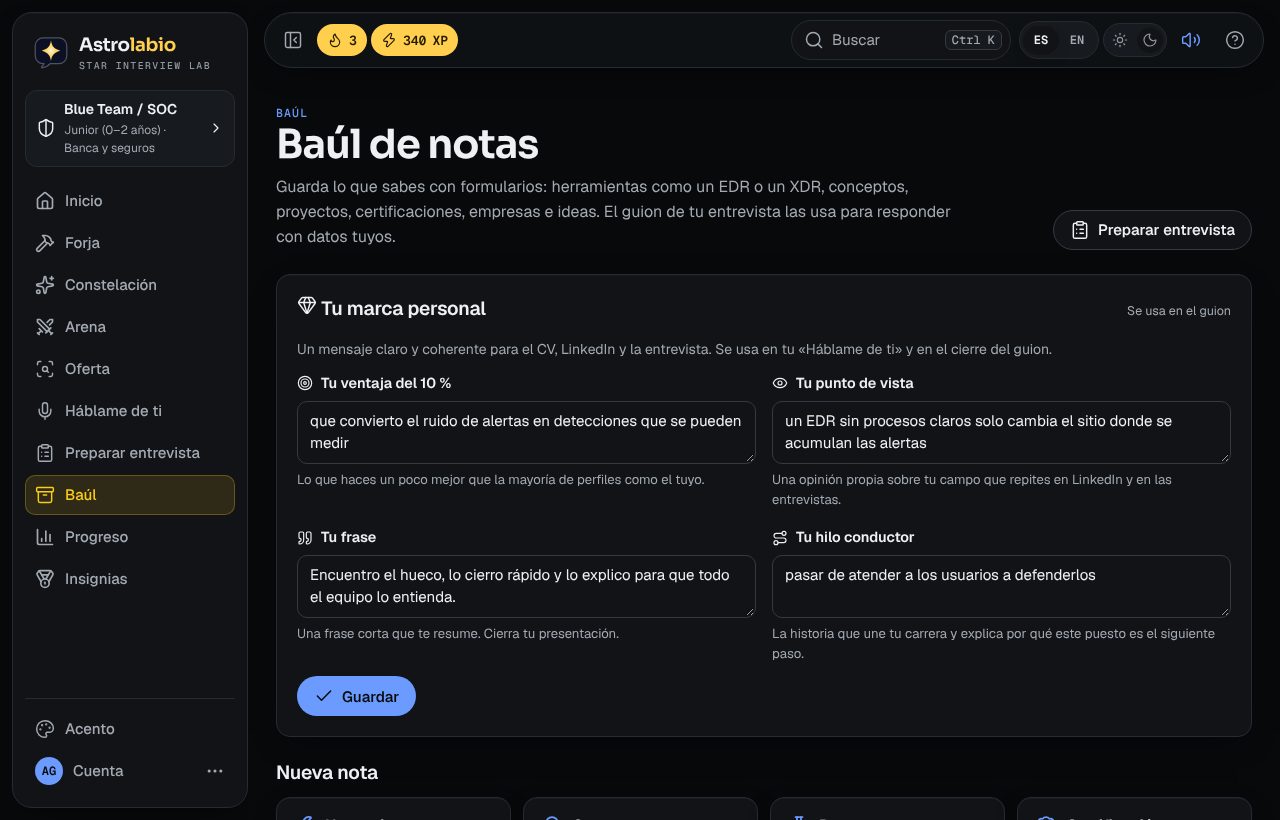 Astrolabio
STAR INTERVIEW LAB
Blue Team / SOC
Junior (0–2 años) ·
Banca y seguros
Inicio
Forja
Constelación
Arena
Oferta
Háblame de ti
Preparar entrevista
Baúl
Progreso
Insignias
Acento
AG Cuenta
3
340 XP
Buscar
Ctrl K
ES EN
BAÚL
Baúl de notas
Guarda lo que sabes con formularios: herramientas como un EDR o un XDR, conceptos,
proyectos, certificaciones, empresas e ideas. El guion de tu entrevista las usa para responder
con datos tuyos.
Preparar entrevista
Tu marca personal
Se usa en el guion
Un mensaje claro y coherente para el CV, LinkedIn y la entrevista. Se usa en tu «Háblame de ti» y en el cierre del guion.
Tu ventaja del 10 %
que convierto el ruido de alertas en detecciones que se pueden
medir
Lo que haces un poco mejor que la mayoría de perfiles como el tuyo.
Tu punto de vista
un EDR sin procesos claros solo cambia el sitio donde se
acumulan las alertas
Una opinión propia sobre tu campo que repites en LinkedIn y en las
entrevistas.
Tu frase
Encuentro el hueco, lo cierro rápido y lo explico para que todo
el equipo lo entienda.
Una frase corta que te resume. Cierra tu presentación.
Tu hilo conductor
pasar de atender a los usuarios a defenderlos
La historia que une tu carrera y explica por qué este puesto es el siguiente
paso.
Guardar
Nueva nota